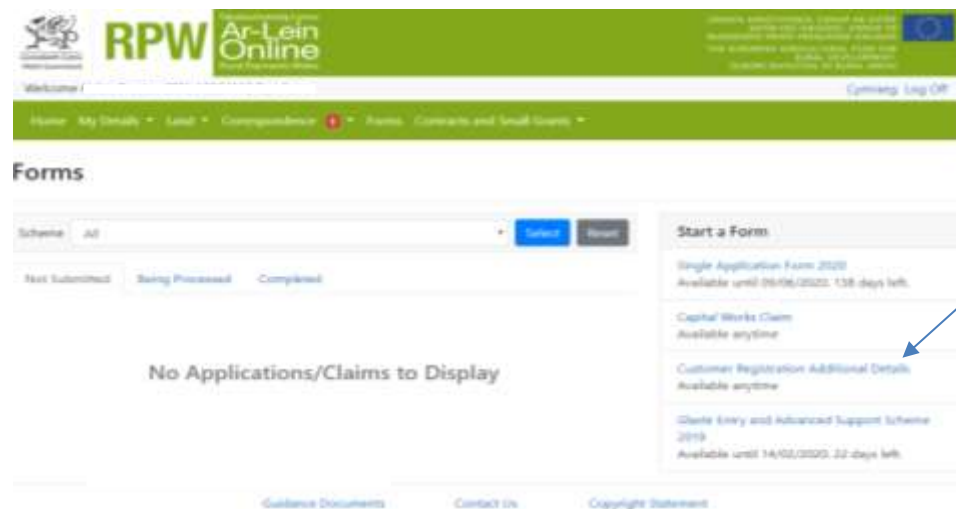 RPW
Ar-Lein
Online
Welcome
Cymraeg Log Off
Home My Details Land Correspondence Forms Contracts and Small Grants
Forms
Scheme All Select Reset
Not Submitted Being Processed Completed
No Applications/Claims to Display
Start a Form
Single Application Form 2020
Available until 09/06/2020. 138 days left.
Capital Works Claim
Available anytime
Customer Registration Additional Details
Available anytime
Entry and Advanced Support Scheme
2019
Available until 14/02/2020. 22 days left.
Guidance Documents Contact Us Copyright Statement